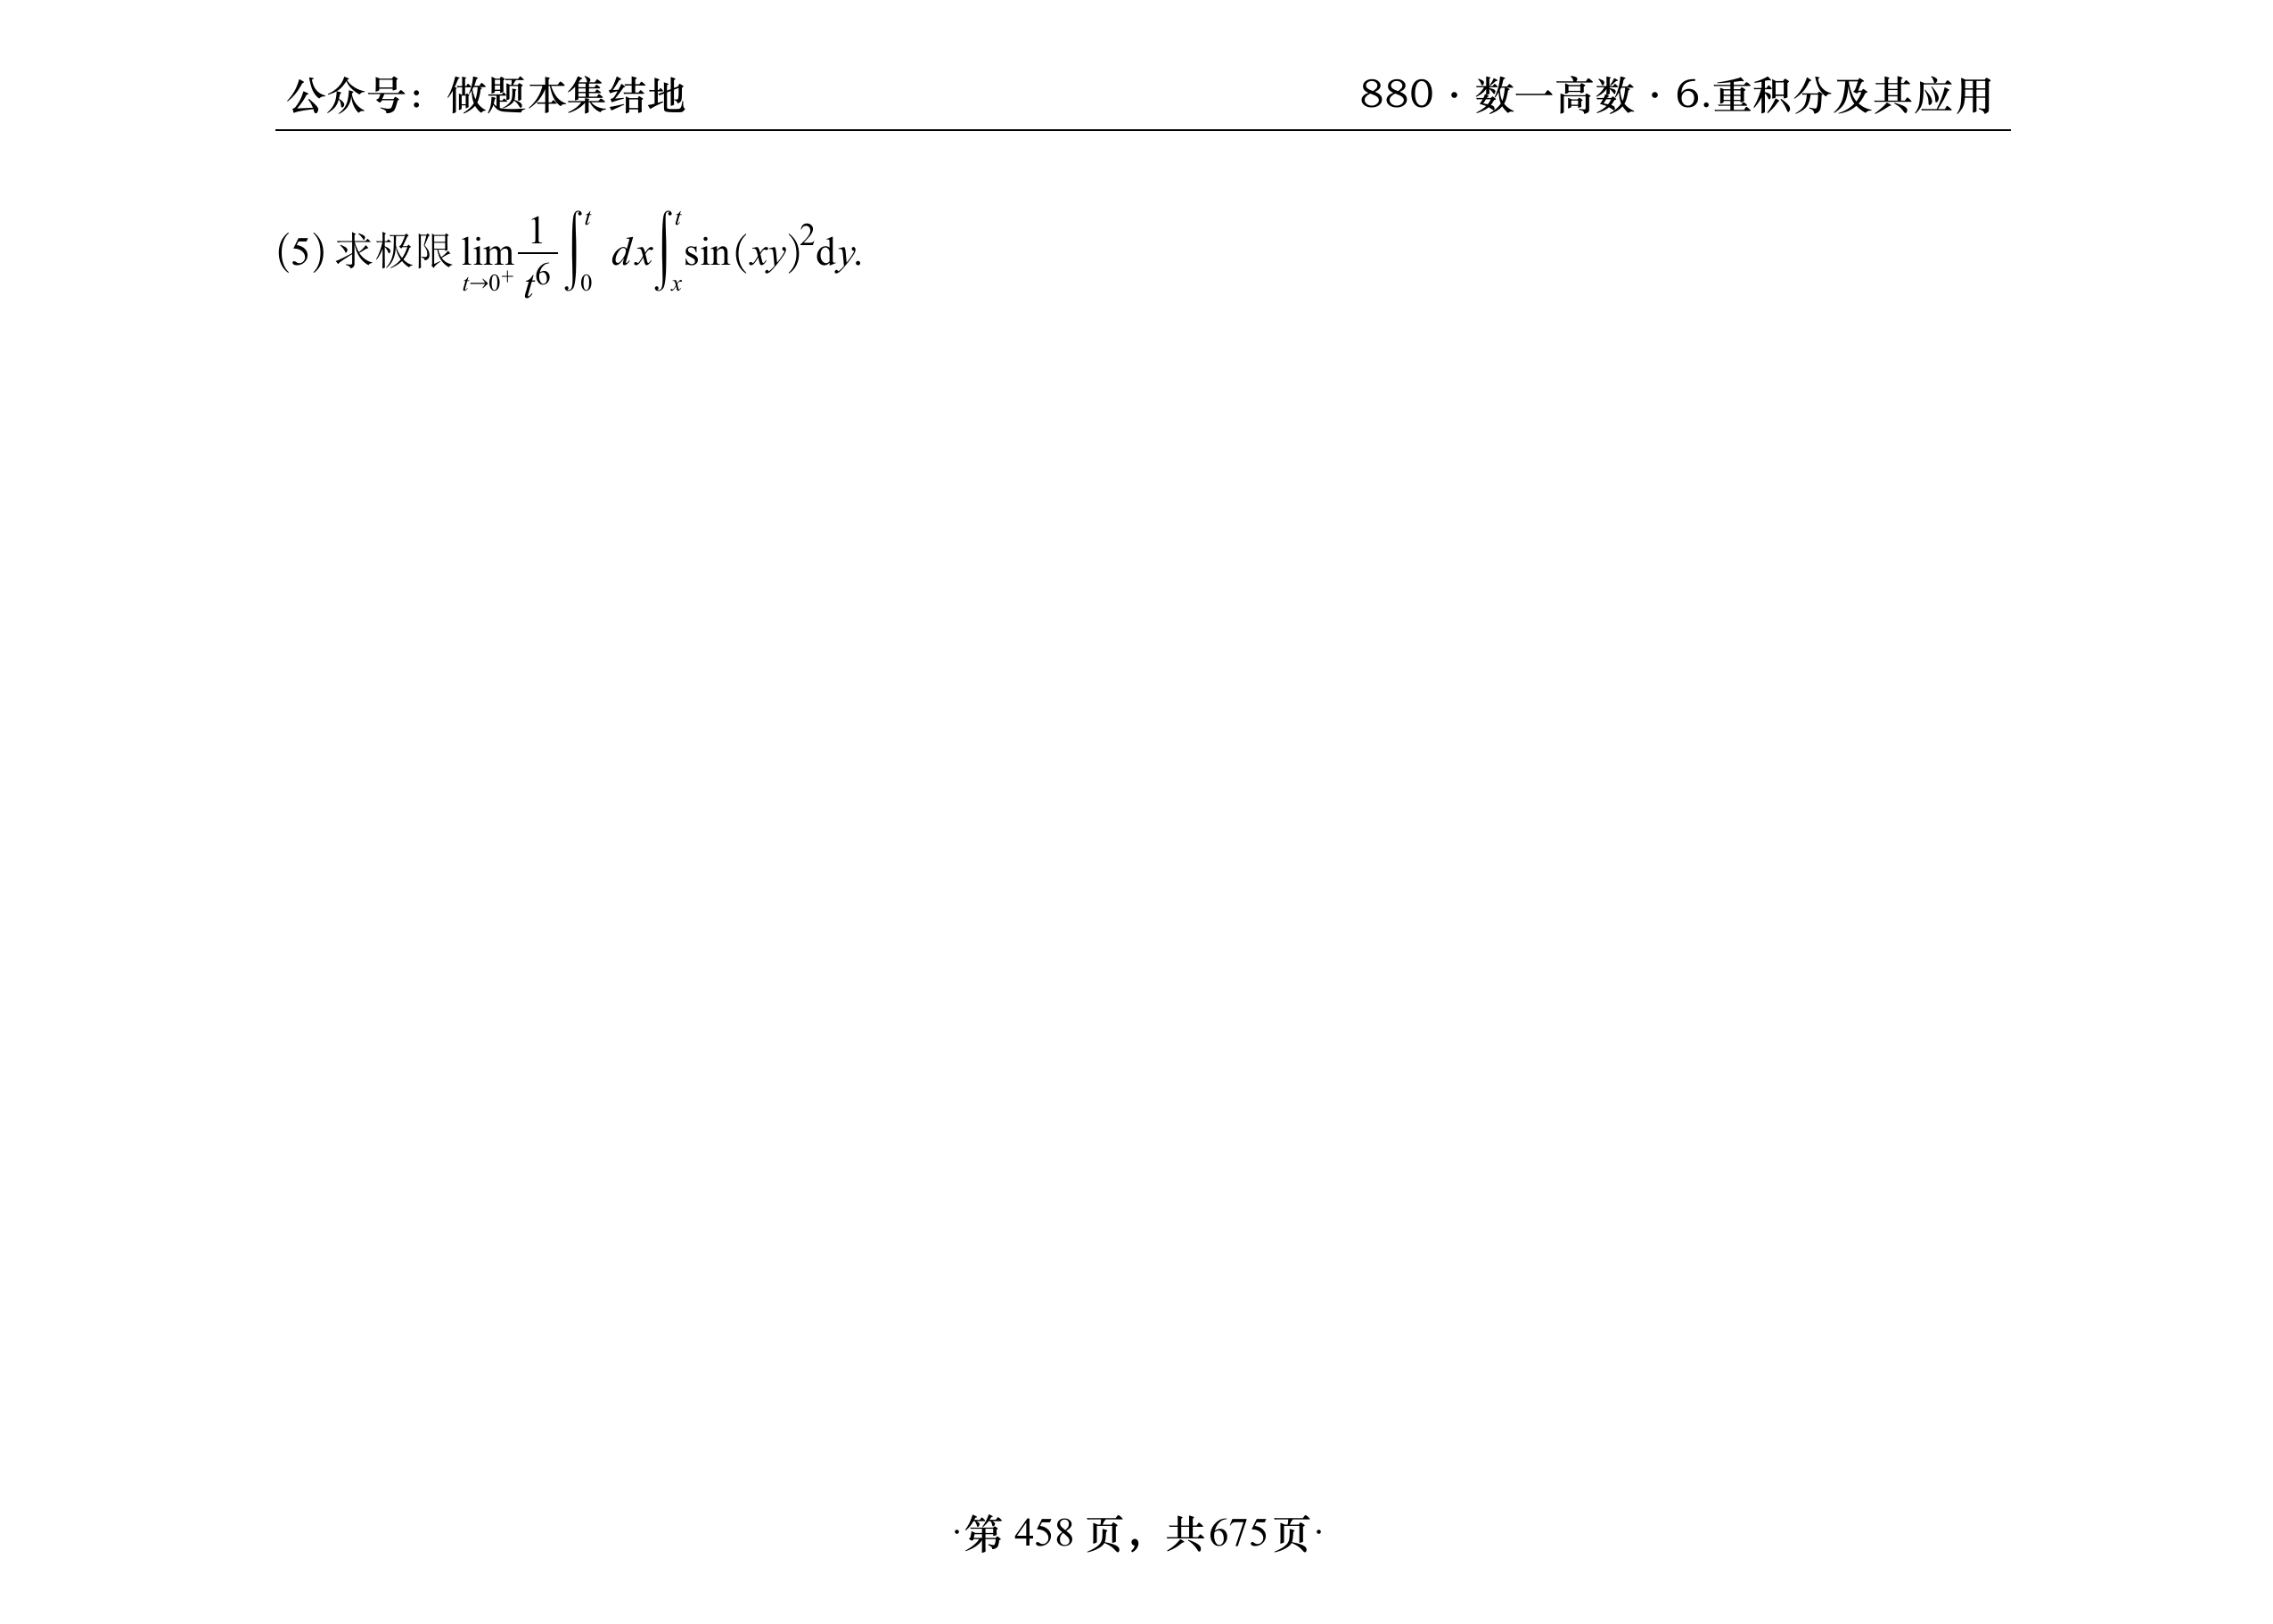 公众号：做题本集结地 880·数一高数·6.重积分及其应用
(5) 求极限 $\lim_{t \to 0^+} \frac{1}{t^6} \int_0^t dx \int_x^t \sin(xy)^2 \mathrm{d}y.$
·第 458 页，共675页·